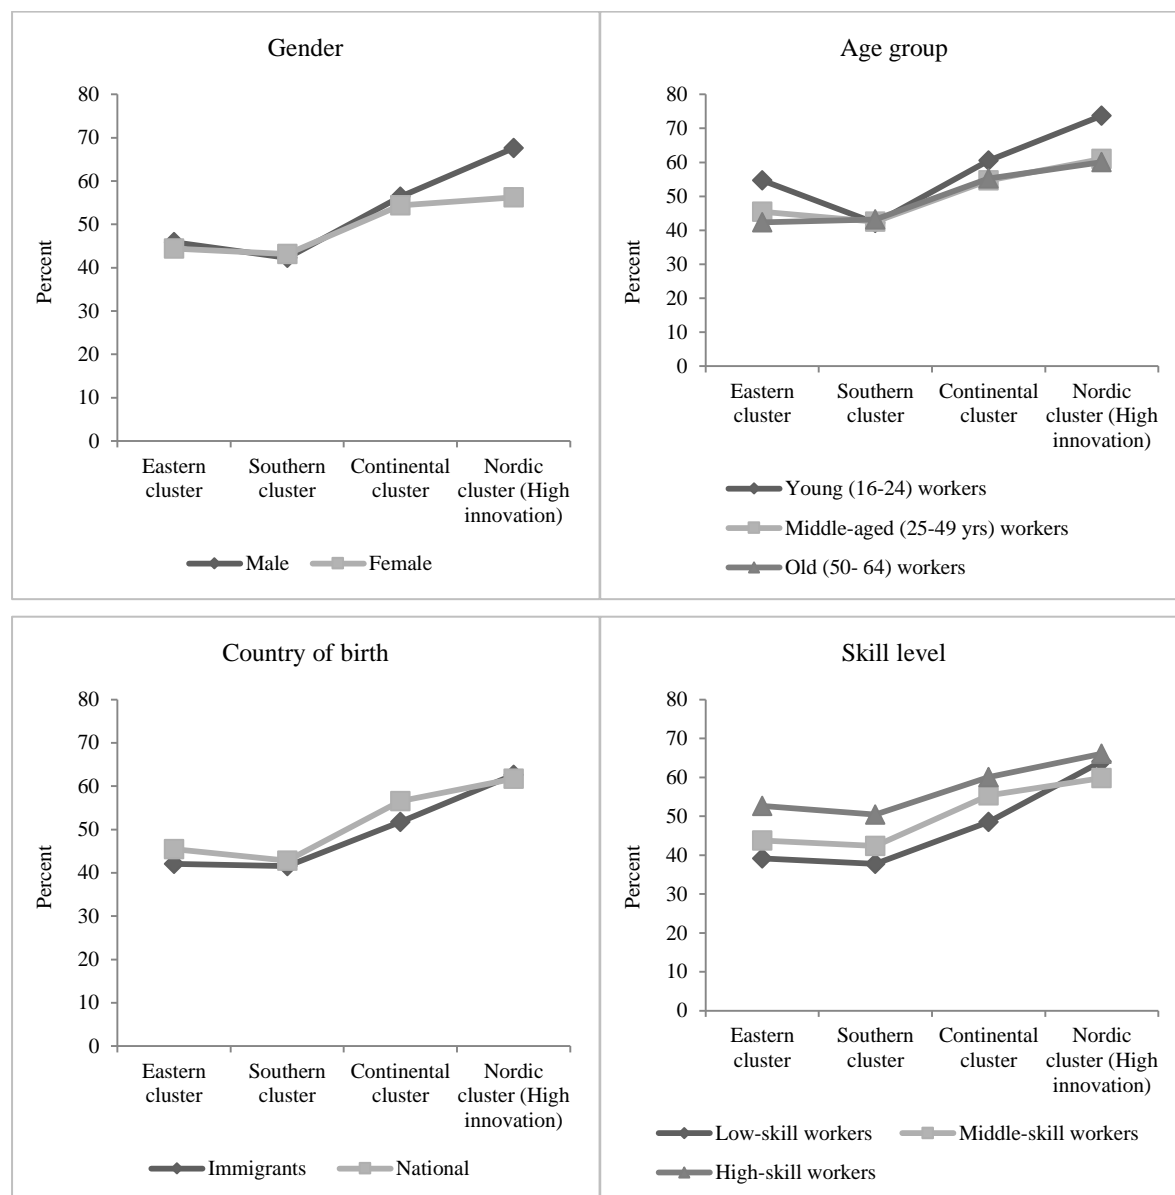 Gender
80
70
60
50
40
30
20
10
0
Percent
Eastern cluster
Southern cluster
Continental cluster
Nordic cluster (High innovation)
Male
Female
Age group
80
70
60
50
40
30
20
10
0
Percent
Eastern cluster
Southern cluster
Continental cluster
Nordic cluster (High innovation)
Young (16-24) workers
Middle-aged (25-49 yrs) workers
Old (50- 64) workers
Country of birth
80
70
60
50
40
30
20
10
0
Percent
Eastern cluster
Southern cluster
Continental cluster
Nordic cluster (High innovation)
Immigrants
National
Skill level
80
70
60
50
40
30
20
10
0
Percent
Eastern cluster
Southern cluster
Continental cluster
Nordic cluster (High innovation)
Low-skill workers
Middle-skill workers
High-skill workers